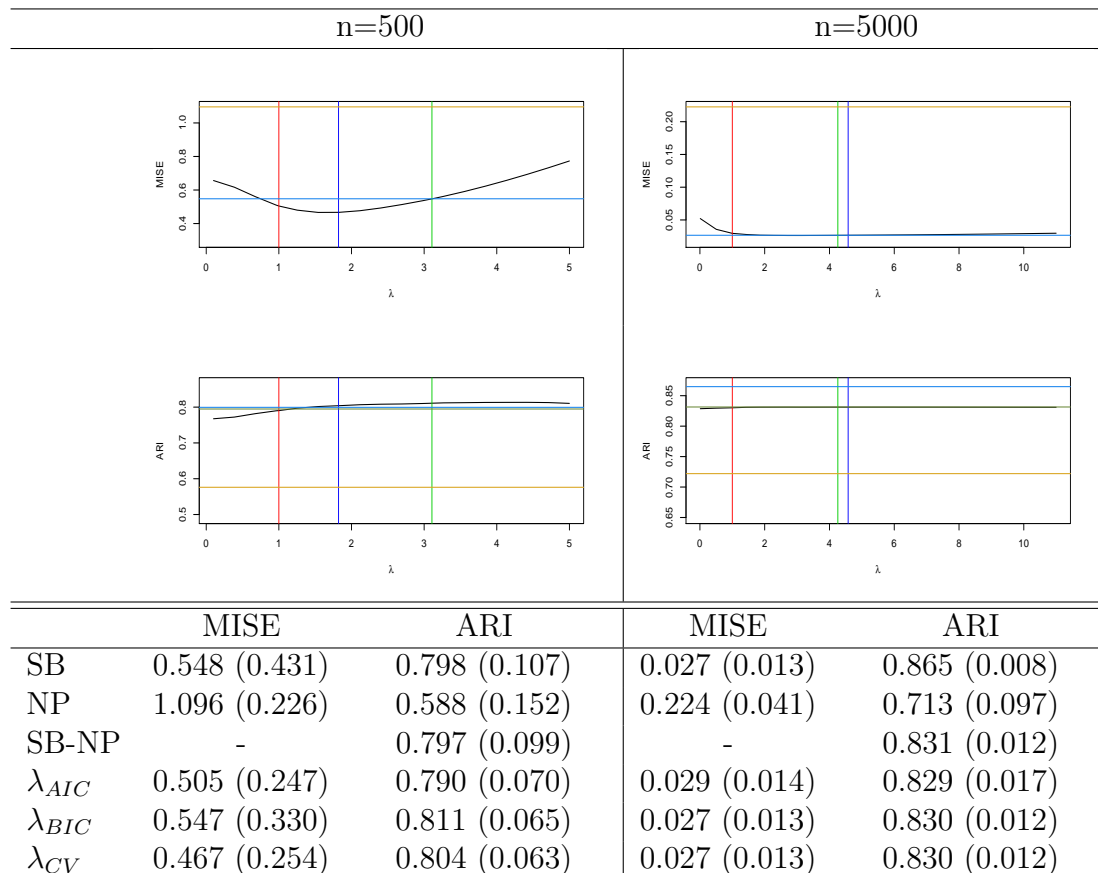 n=500 n=5000
MISE
0.4 0.6 0.8 1.0
0 1 2 3 4 5
λ
MISE
0.05 0.10 0.15 0.20
0 2 4 6 8 10
λ
ARI
0.5 0.6 0.7 0.8
0 1 2 3 4 5
λ
ARI
0.65 0.70 0.75 0.80 0.85
0 2 4 6 8 10
λ
MISE ARI MISE ARI
SB 0.548 (0.431) 0.798 (0.107) 0.027 (0.013) 0.865 (0.008)
NP 1.096 (0.226) 0.588 (0.152) 0.224 (0.041) 0.713 (0.097)
SB-NP - 0.797 (0.099) - 0.831 (0.012)
λ_AIC 0.505 (0.247) 0.790 (0.070) 0.029 (0.014) 0.829 (0.017)
λ_BIC 0.547 (0.330) 0.811 (0.065) 0.027 (0.013) 0.830 (0.012)
λ_CV 0.467 (0.254) 0.804 (0.063) 0.027 (0.013) 0.830 (0.012)